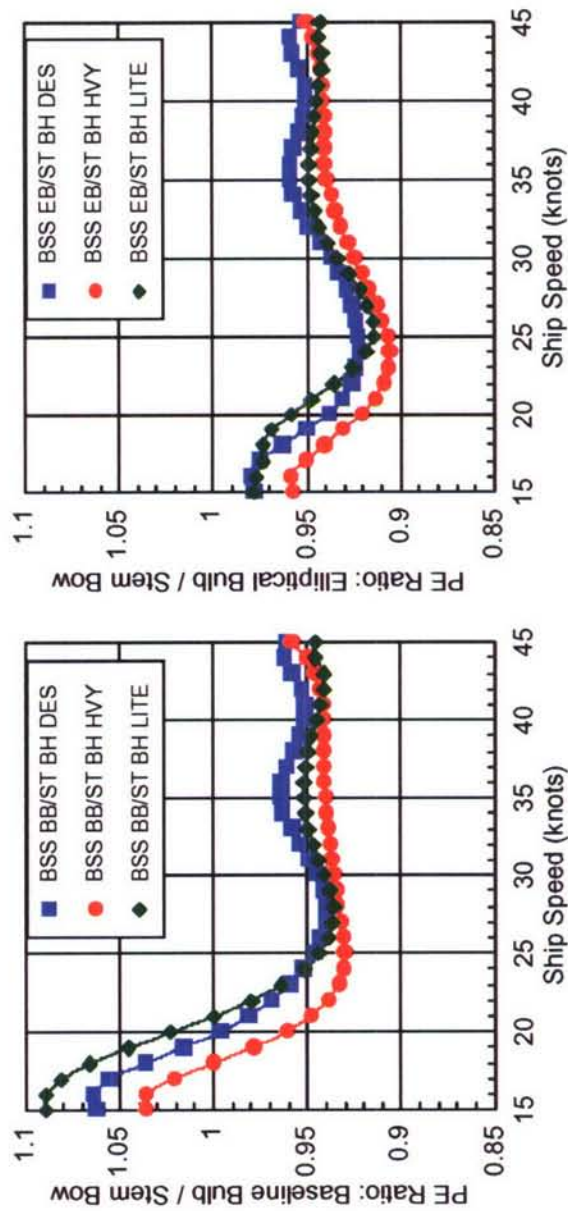 PE Ratio: Baseline Bulb / Stem Bow
1.1
1.05
1
0.95
0.9
0.85
BSS BB/ST BH DES
BSS BB/ST BH HVY
BSS BB/ST BH LITE
15
20
25
30
35
40
45
Ship Speed (knots)
PE Ratio: Elliptical Bulb / Stem Bow
1.1
1.05
1
0.95
0.9
0.85
BSS EB/ST BH DES
BSS EB/ST BH HVY
BSS EB/ST BH LITE
15
20
25
30
35
40
45
Ship Speed (knots)